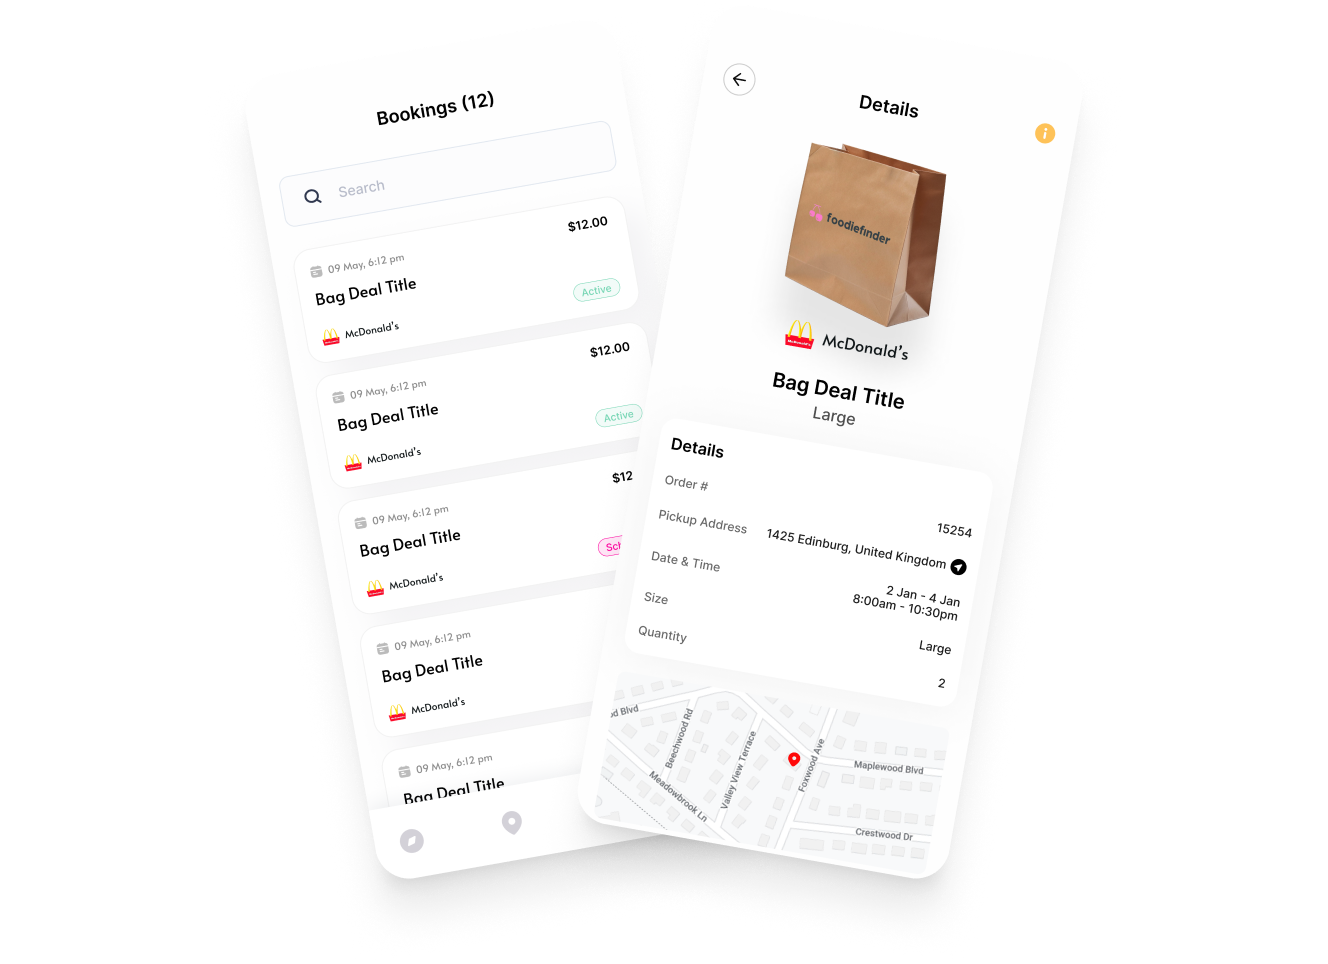 Bookings (12)
Search
$12.00
09 May, 6:12 pm
Bag Deal Title
Active
McDonald's
$12.00
09 May, 6:12 pm
Bag Deal Title
Active
McDonald's
$12
09 May, 6:12 pm
Bag Deal Title
Sch
McDonald's
09 May, 6:12 pm
Bag Deal Title
McDonald's
09 May, 6:12 pm
Bag Deal Title
Details
foodiefinder
McDonald's
Bag Deal Title
Large
Details
Order #
15254
Pickup Address
1425 Edinburg, United Kingdom
Date & Time
2 Jan - 4 Jan
8:00am - 10:30pm
Size
Large
Quantity
2
Blvd
Beechwood Rd
Valley View Terrace
Meadowbrook Ln
Foxwood Ave
Maplewood Blvd
Crestwood Dr